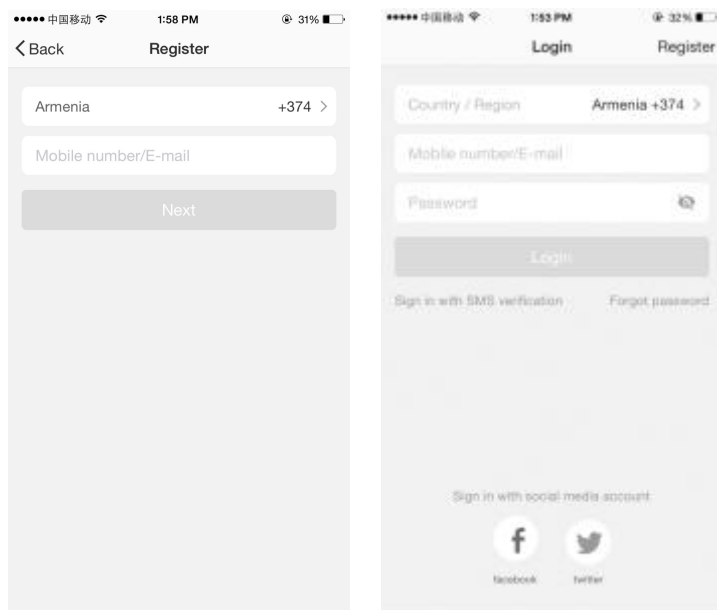 中国移动 1:58 PM 31%
Back Register
Armenia +374
Mobile number/E-mail
Next
中国移动 1:53 PM 32%
Login Register
Country / Region Armenia +374
Mobile number/E-mail
Password
Login
Sign in with SMS verification Forgot password
Sign in with social media account
facebook twitter